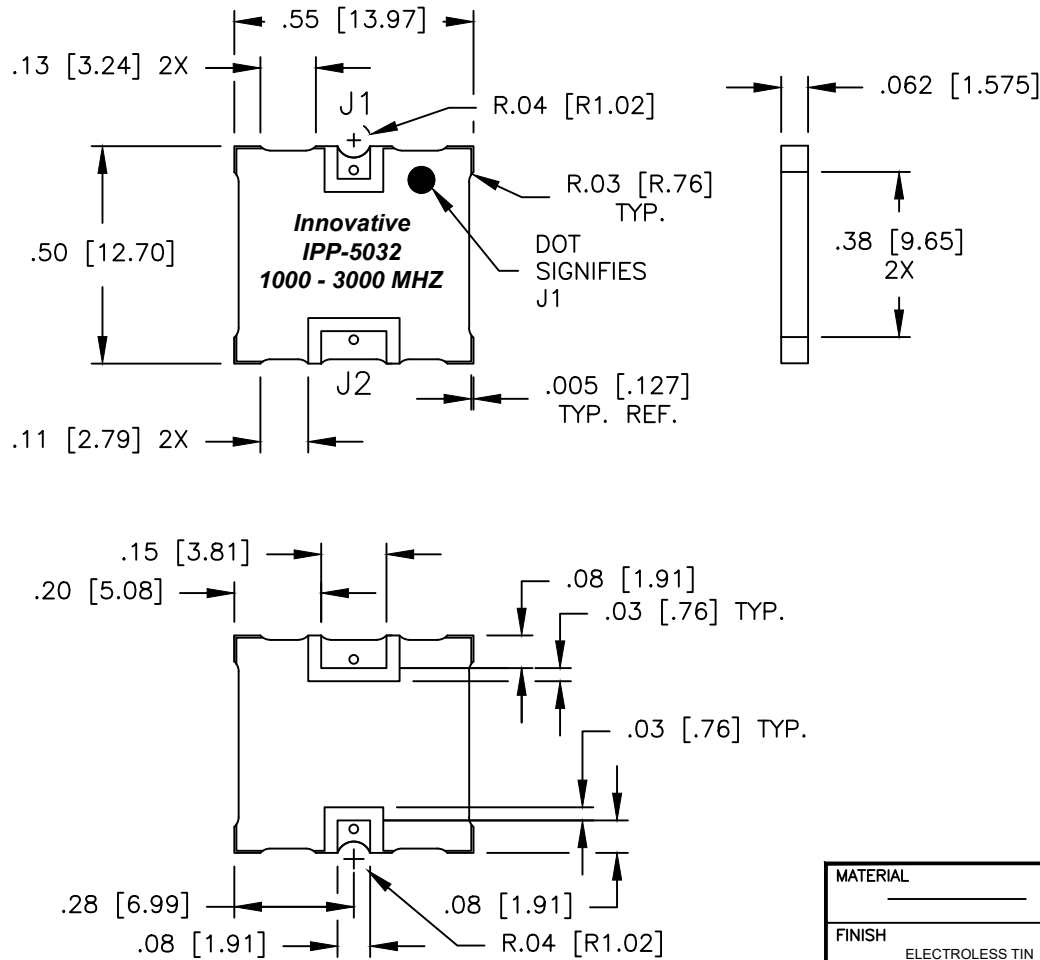 .55 [13.97]
.13 [3.24] 2X
J1
R.04 [R1.02]
.062 [1.575]
R.03 [R.76]
TYP.
.50 [12.70]
Innovative
IPP-5032
1000 - 3000 MHZ
DOT
SIGNIFIES
J1
.38 [9.65]
2X
J2
.005 [.127]
TYP. REF.
.11 [2.79] 2X
.15 [3.81]
.20 [5.08]
.08 [1.91]
.03 [.76] TYP.
.03 [.76] TYP.
.28 [6.99]
.08 [1.91]
.08 [1.91]
R.04 [R1.02]
MATERIAL
FINISH
ELECTROLESS TIN